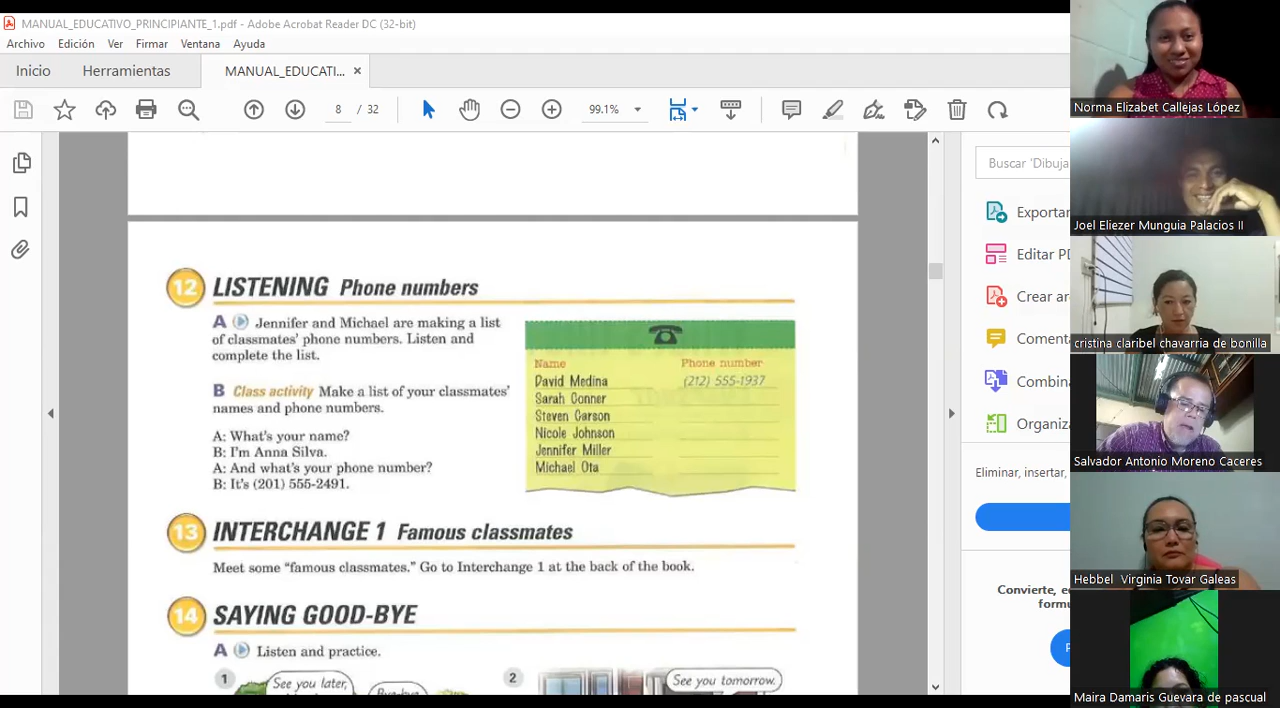 MANUAL_EDUCATIVO_PRINCIPIANTE_1.pdf - Adobe Acrobat Reader DC (32-bit)
Archivo Edición Ver Firmar Ventana Ayuda
Inicio Herramientas MANUAL_EDUCATI... ×
8 / 32 99.1%
12 LISTENING Phone numbers
A Jennifer and Michael are making a list
of classmates' phone numbers. Listen and
complete the list.
B Class activity Make a list of your classmates'
names and phone numbers.
A: What's your name?
B: I'm Anna Silva.
A: And what's your phone number?
B: It's (201) 555-2491.
Name Phone number
David Medina (212) 555-1937
Sarah Conner
Steven Carson
Nicole Johnson
Jennifer Miller
Michael Ota
13 INTERCHANGE 1 Famous classmates
Meet some "famous classmates." Go to Interchange 1 at the back of the book.
14 SAYING GOOD-BYE
A Listen and practice.
1 See you later,
2 See you tomorrow.
Buscar 'Dibuja
Exportar
Editar PD
Crear ar
Comenta
Combina
Organiza
Eliminar, insertar,
Convierte, e
formu
P
Norma Elizabet Callejas López
Joel Eliezer Munguia Palacios II
cristina claribel chavarria de bonilla
Salvador Antonio Moreno Caceres
Hebbel Virginia Tovar Galeas
Maira Damaris Guevara de pascual